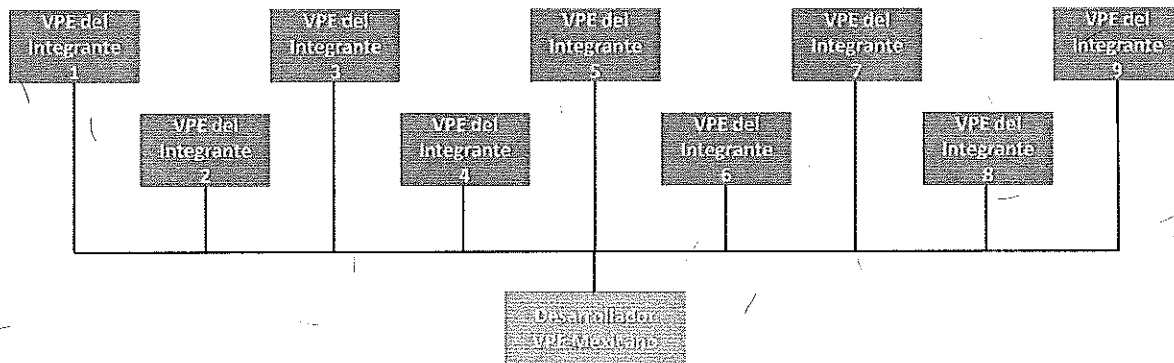 VPE del
Integrante
1
VPE del
Integrante
3
VPE del
Integrante
5
VPE del
Integrante
7
VPE del
Integrante
9
VPE del
Integrante
2
VPE del
Integrante
4
VPE del
Integrante
6
VPE del
Integrante
8
Desarrollador
VPE Mexicano